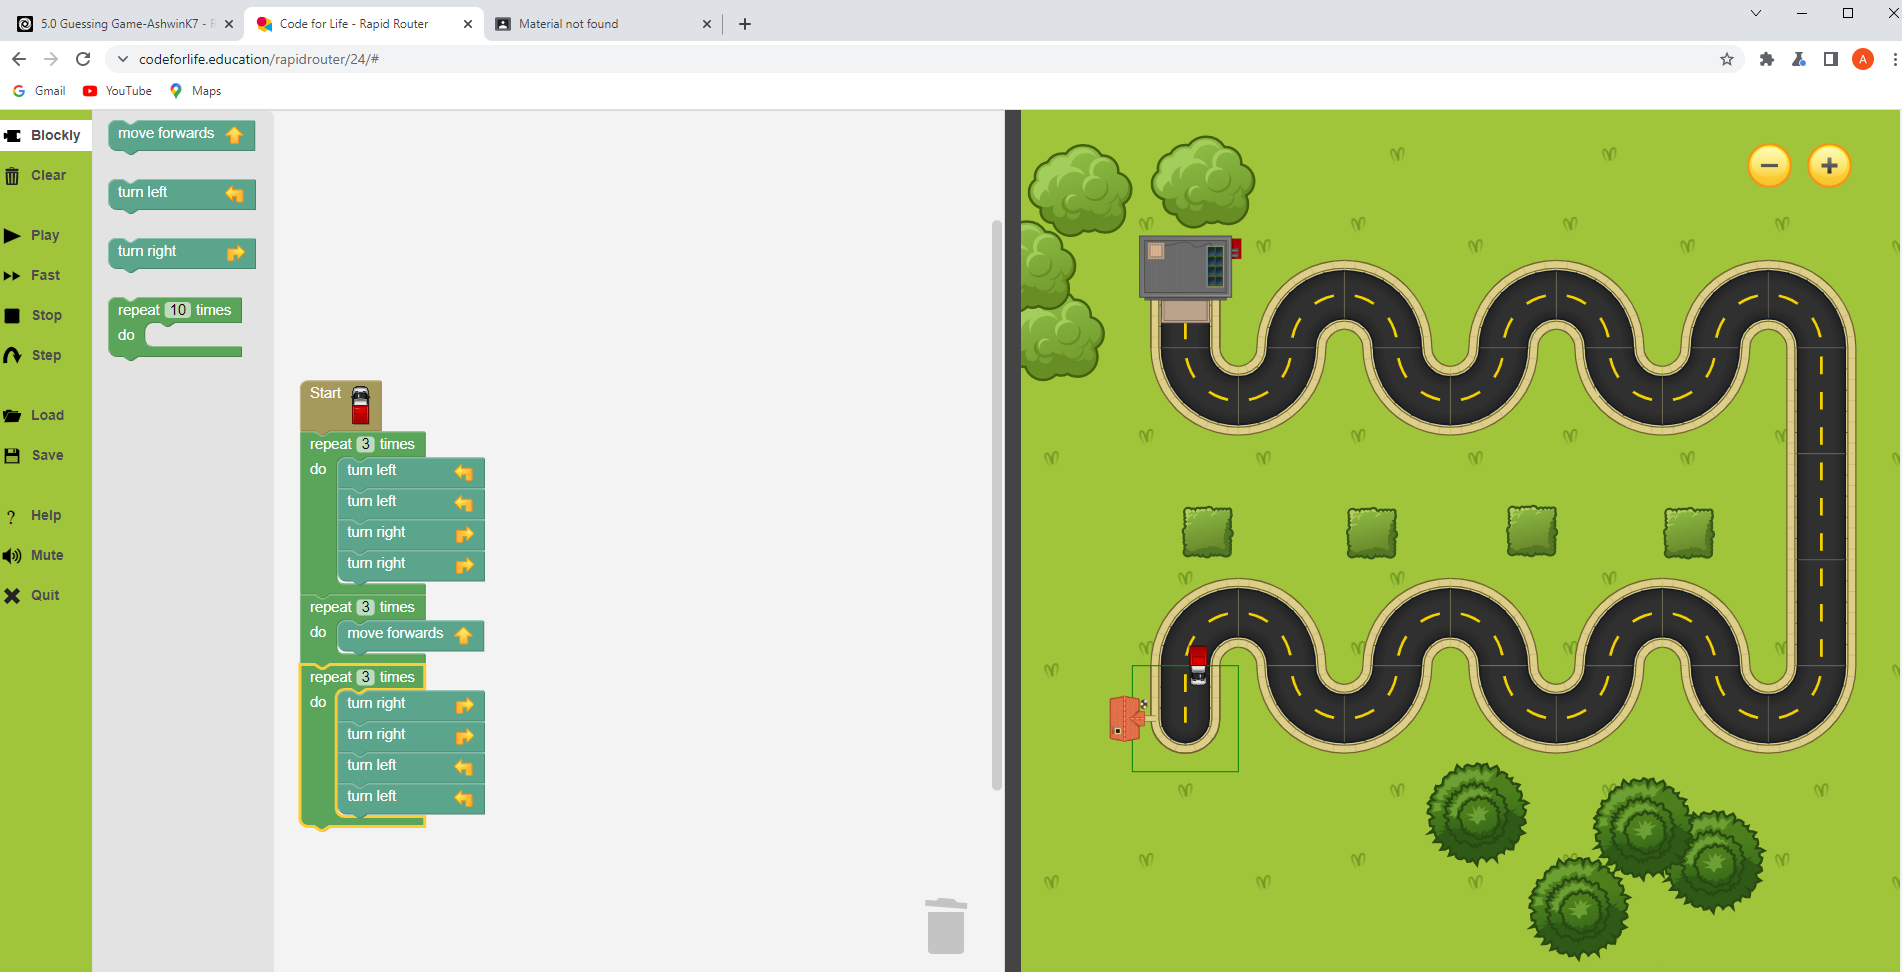 5.0 Guessing Game-AshwinK7 - R
Code for Life - Rapid Router
Material not found
codeforlife.education/rapidrouter/24/#
A
Gmail
YouTube
Maps
Blockly
Clear
Play
Fast
Stop
Step
Load
Save
? Help
Mute
Quit
move forwards
turn left
turn right
repeat 10 times
do
Start
repeat 3 times
do turn left
turn left
turn right
turn right
repeat 3 times
do move forwards
repeat 3 times
do turn right
turn right
turn left
turn left